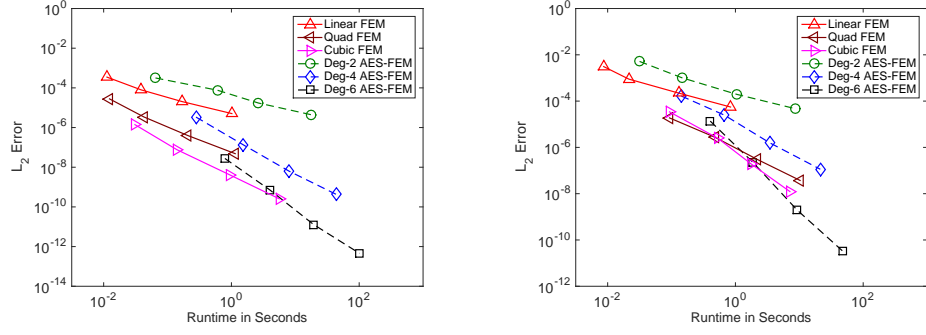 10^0
10^-2
10^-4
10^-6
10^-8
10^-10
10^-12
10^-14
L_2 Error
10^-2
10^0
10^2
Runtime in Seconds
Linear FEM
Quad FEM
Cubic FEM
Deg-2 AES-FEM
Deg-4 AES-FEM
Deg-6 AES-FEM
10^0
10^-2
10^-4
10^-6
10^-8
10^-10
10^-12
L_2 Error
10^-2
10^0
10^2
Runtime in Seconds
Linear FEM
Quad FEM
Cubic FEM
Deg-2 AES-FEM
Deg-4 AES-FEM
Deg-6 AES-FEM